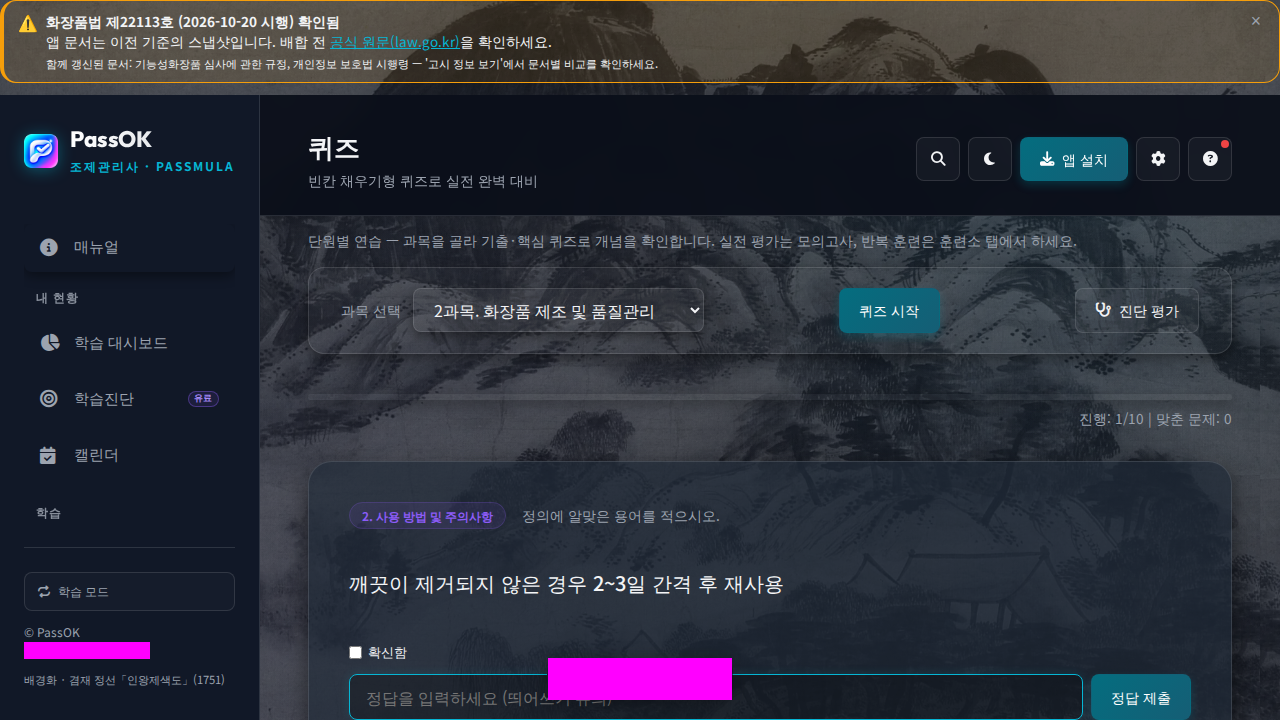 화장품법 제22113호 (2026-10-20 시행) 확인됨
앱 문서는 이전 기준의 스냅샷입니다. 배합 전 공식 원문(law.go.kr)을 확인하세요.
함께 갱신된 문서: 기능성화장품 심사에 관한 규정, 개인정보 보호법 시행령 — '고시 정보 보기'에서 문서별 비교를 확인하세요.
×
PassOK
조제관리사 · PASSMULA
매뉴얼
내 현황
학습 대시보드
학습진단
유료
캘린더
학습
학습 모드
© PassOK
배경화 · 겸재 정선「인왕제색도」(1751)
퀴즈
빈칸 채우기형 퀴즈로 실전 완벽 대비
앱 설치
단원별 연습 — 과목을 골라 기출·핵심 퀴즈로 개념을 확인합니다. 실전 평가는 모의고사, 반복 훈련은 훈련소 탭에서 하세요.
과목 선택
2과목. 화장품 제조 및 품질관리
퀴즈 시작
진단 평가
진행: 1/10 | 맞춘 문제: 0
2. 사용 방법 및 주의사항
정의에 알맞은 용어를 적으시오.
깨끗이 제거되지 않은 경우 2~3일 간격 후 재사용
확신함
정답을 입력하세요
정답 제출